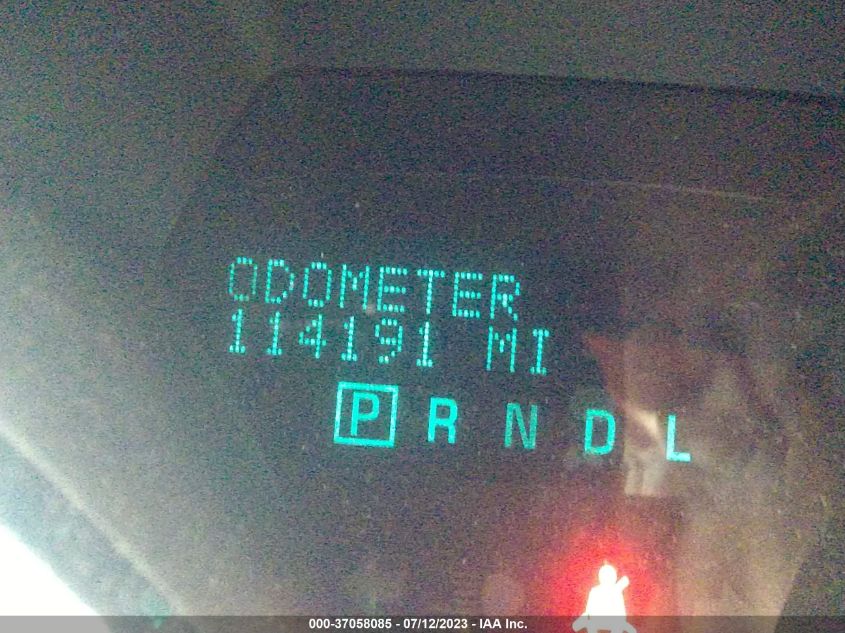 ODOMETER
114191 MI
P R N D L
000-37058085 - 07/12/2023 - IAA Inc.